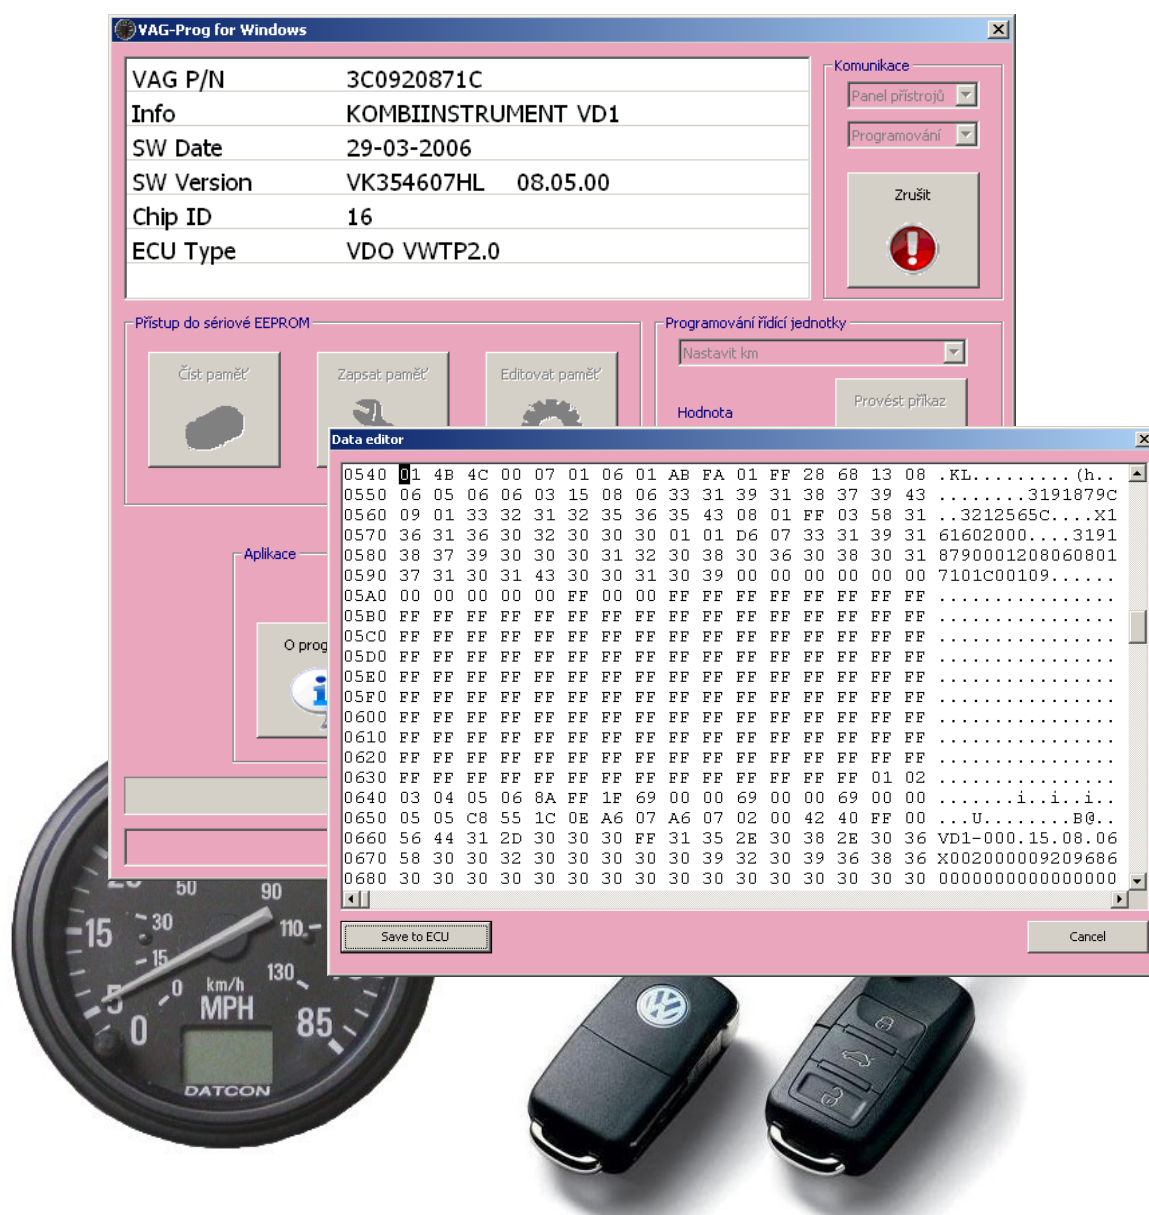 VAG-Prog for Windows
VAG P/N 3C0920871C
Info KOMBIINSTRUMENT VD1
SW Date 29-03-2006
SW Version VK354607HL 08.05.00
Chip ID 16
ECU Type VDO VWTP2.0
Komunikace
Panel přístrojů
Programování
Zrušit
Přístup do sériové EEPROM
Číst paměť
Zapsat paměť
Editovat paměť
Programování řídící jednotky
Nastavit km
Hodnota
Provést příkaz
Aplikace
O prog
Data editor
0540 01 4B 4C 00 07 01 06 01 AB FA 01 FF 28 68 13 08 .KL.........(h..
0550 06 05 06 06 03 15 08 06 33 31 39 31 38 37 39 43 ........3191879C
0560 09 01 33 32 31 32 35 36 35 43 08 01 FF 03 58 31 ..3212565C....X1
0570 36 31 36 30 32 30 30 30 01 01 D6 07 33 31 39 31 61602000....3191
0580 38 37 39 30 30 30 31 32 30 38 30 36 30 38 30 31 8790001208060801
0590 37 31 30 31 43 30 30 31 30 39 00 00 00 00 00 00 7101C00109......
05A0 00 00 00 00 00 FF 00 00 FF FF FF FF FF FF FF FF ................
05B0 FF FF FF FF FF FF FF FF FF FF FF FF FF FF FF FF ................
05C0 FF FF FF FF FF FF FF FF FF FF FF FF FF FF FF FF ................
05D0 FF FF FF FF FF FF FF FF FF FF FF FF FF FF FF FF ................
05E0 FF FF FF FF FF FF FF FF FF FF FF FF FF FF FF FF ................
05F0 FF FF FF FF FF FF FF FF FF FF FF FF FF FF FF FF ................
0600 FF FF FF FF FF FF FF FF FF FF FF FF FF FF FF FF ................
0610 FF FF FF FF FF FF FF FF FF FF FF FF FF FF FF FF ................
0620 FF FF FF FF FF FF FF FF FF FF FF FF FF FF FF FF ................
0630 FF FF FF FF FF FF FF FF FF FF FF FF FF FF 01 02 ................
0640 03 04 05 06 8A FF 1F 69 00 00 69 00 00 69 00 00 .......i..i..i..
0650 05 05 C8 55 1C 0E A6 07 A6 07 02 00 42 40 FF 00 ...U........B@..
0660 56 44 31 2D 30 30 30 FF 31 35 2E 30 38 2E 30 36 VD1-000.15.08.06
0670 58 30 30 32 30 30 30 30 30 39 32 30 39 36 38 36 X002000009209686
0680 30 30 30 30 30 30 30 30 30 30 30 30 30 30 30 30 0000000000000000
Save to ECU
Cancel
50
90
30
110
15
15
130
km/h
0
MPH
5
0
85
DATCON